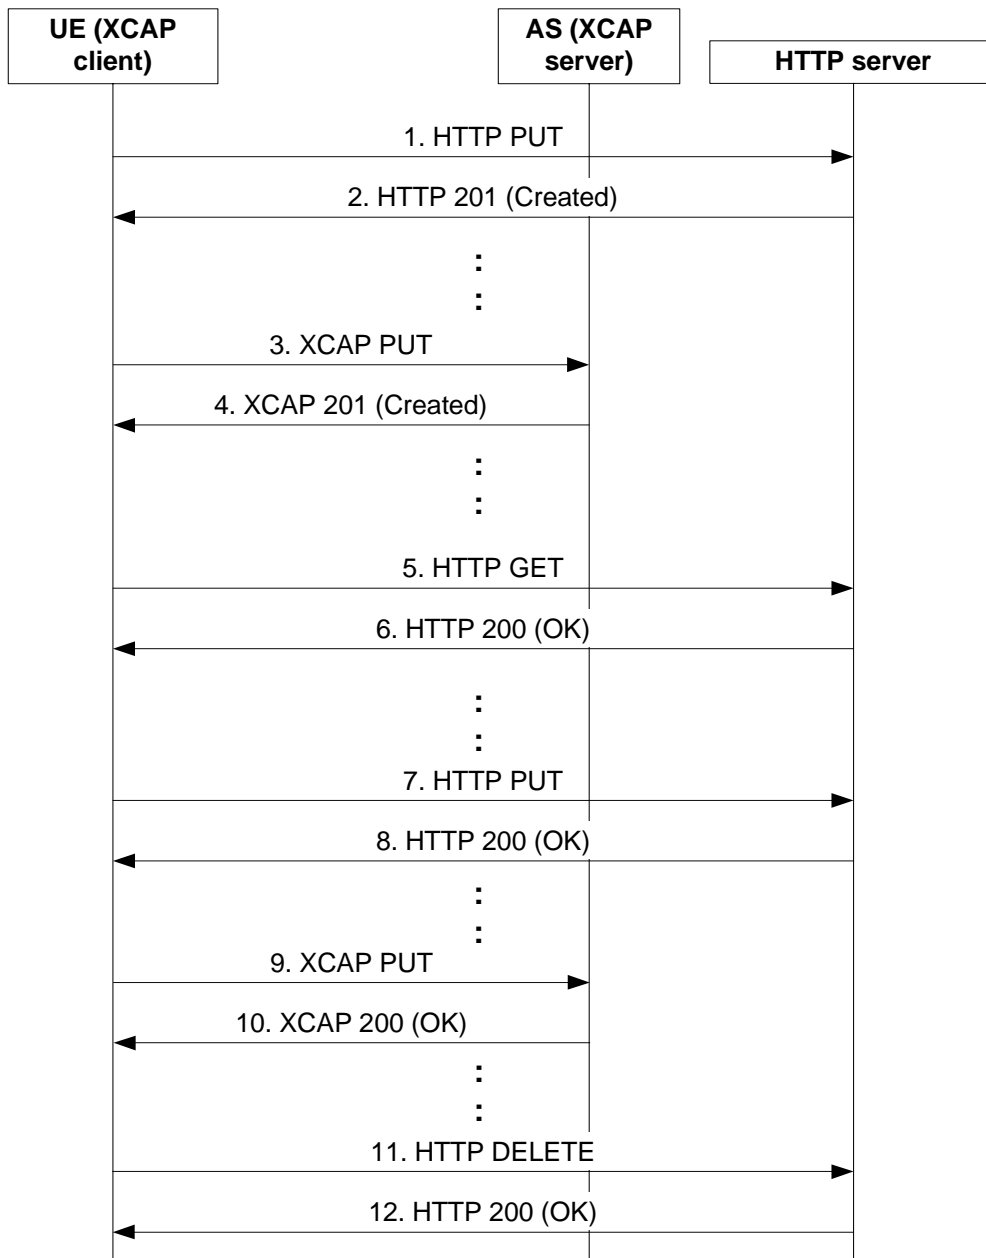 UE (XCAP
client)
AS (XCAP
server)
HTTP server
1. HTTP PUT
2. HTTP 201 (Created)
:
:
3. XCAP PUT
4. XCAP 201 (Created)
:
:
5. HTTP GET
6. HTTP 200 (OK)
:
:
7. HTTP PUT
8. HTTP 200 (OK)
:
:
9. XCAP PUT
10. XCAP 200 (OK)
:
:
11. HTTP DELETE
12. HTTP 200 (OK)